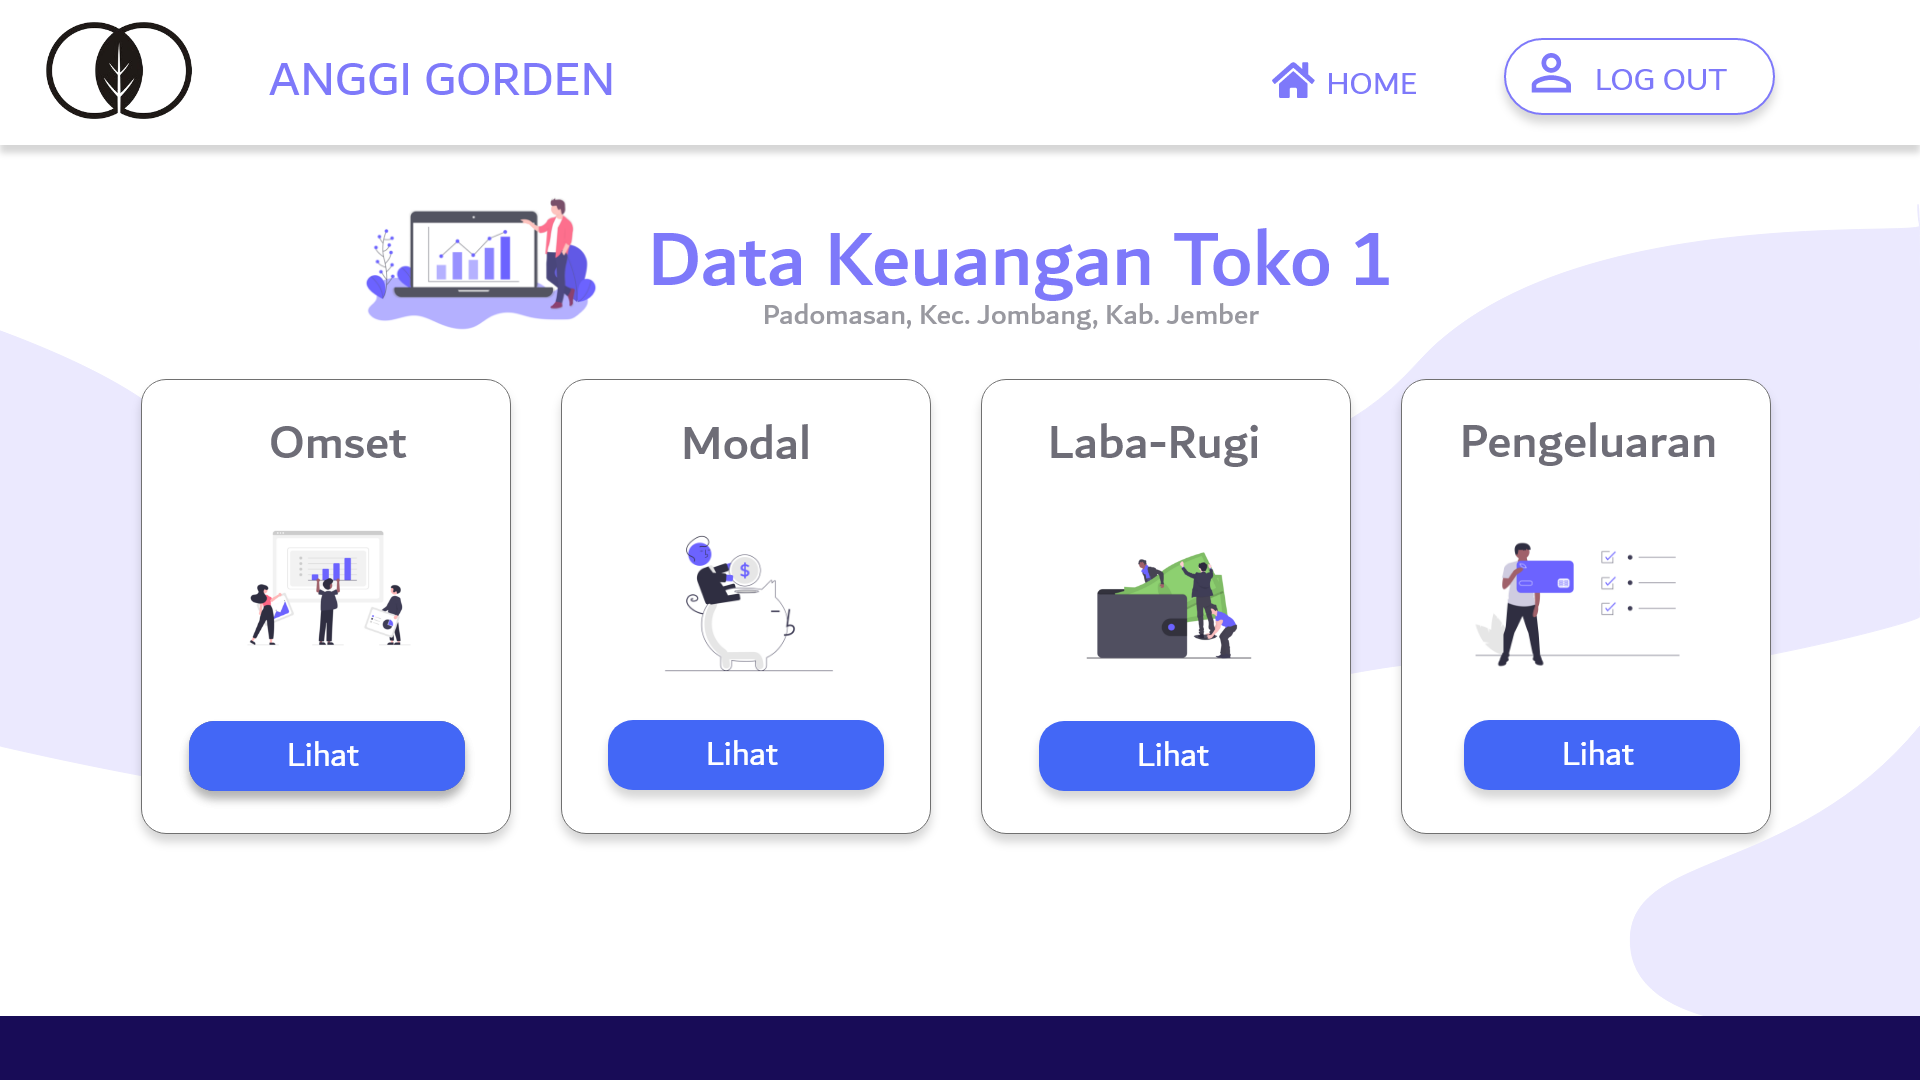 ANGGI GORDEN
HOME
LOG OUT
Data Keuangan Toko 1
Padomasan, Kec. Jombang, Kab. Jember
Omset
Modal
Laba-Rugi
Pengeluaran
$
Lihat
Lihat
Lihat
Lihat